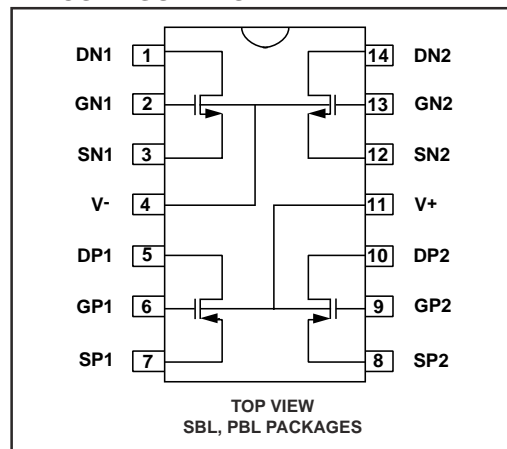 DN1 1 14 DN2
GN1 2 13 GN2
SN1 3 12 SN2
V- 4 11 V+
DP1 5 10 DP2
GP1 6 9 GP2
SP1 7 8 SP2
TOP VIEW
SBL, PBL PACKAGES